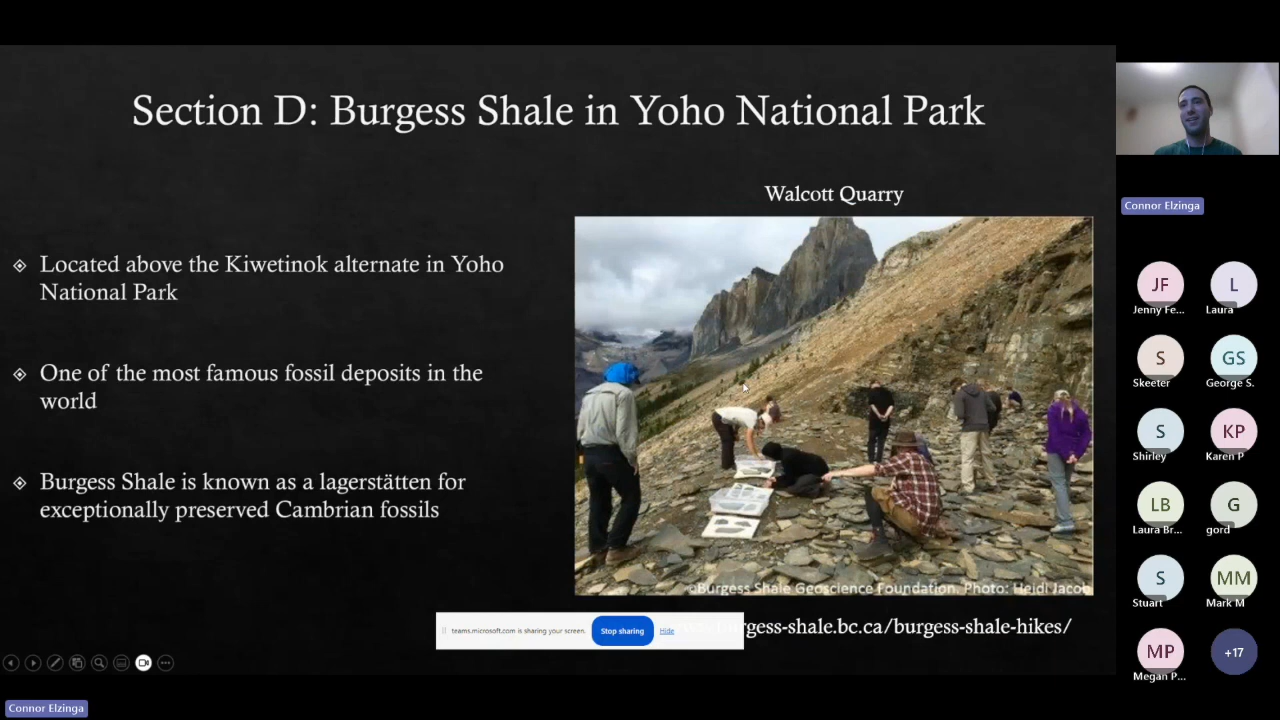 Section D: Burgess Shale in Yoho National Park
Walcott Quarry
Located above the Kiwetinok alternate in Yoho
National Park
One of the most famous fossil deposits in the
world
Burgess Shale is known as a lagerstätten for
exceptionally preserved Cambrian fossils
©Burgess Shale Geoscience Foundation. Photo: Heidi Jacob
teams.microsoft.com is sharing your screen.
Stop sharing
Hide
burgess-shale.bc.ca/burgess-shale-hikes/
Connor Elzinga
JF
L
Jenny Fe...
Laura
S
GS
Skeeter
George S.
S
KP
Shirley
Karen P
LB
G
Laura Br...
gord
S
MM
Stuart
Mark M
MP
+17
Megan P...
Connor Elzinga